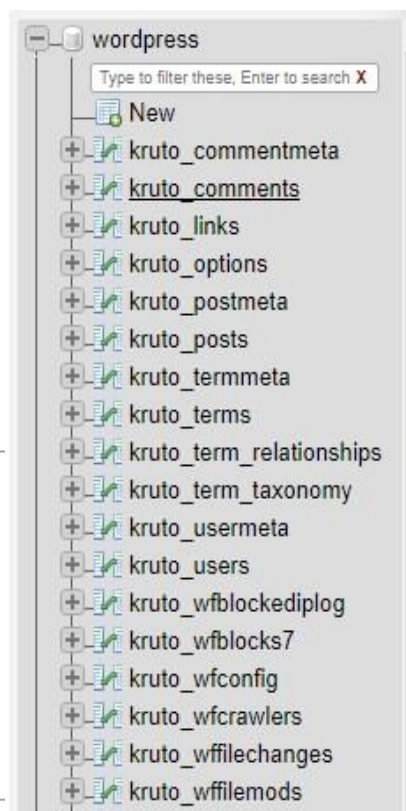 wordpress
Type to filter these, Enter to search X
New
kruto_commentmeta
kruto_comments
kruto_links
kruto_options
kruto_postmeta
kruto_posts
kruto_termmeta
kruto_terms
kruto_term_relationships
kruto_term_taxonomy
kruto_usermeta
kruto_users
kruto_wfblockediplog
kruto_wfblocks7
kruto_wfconfig
kruto_wfcrawlers
kruto_wffilechanges
kruto_wffilemods